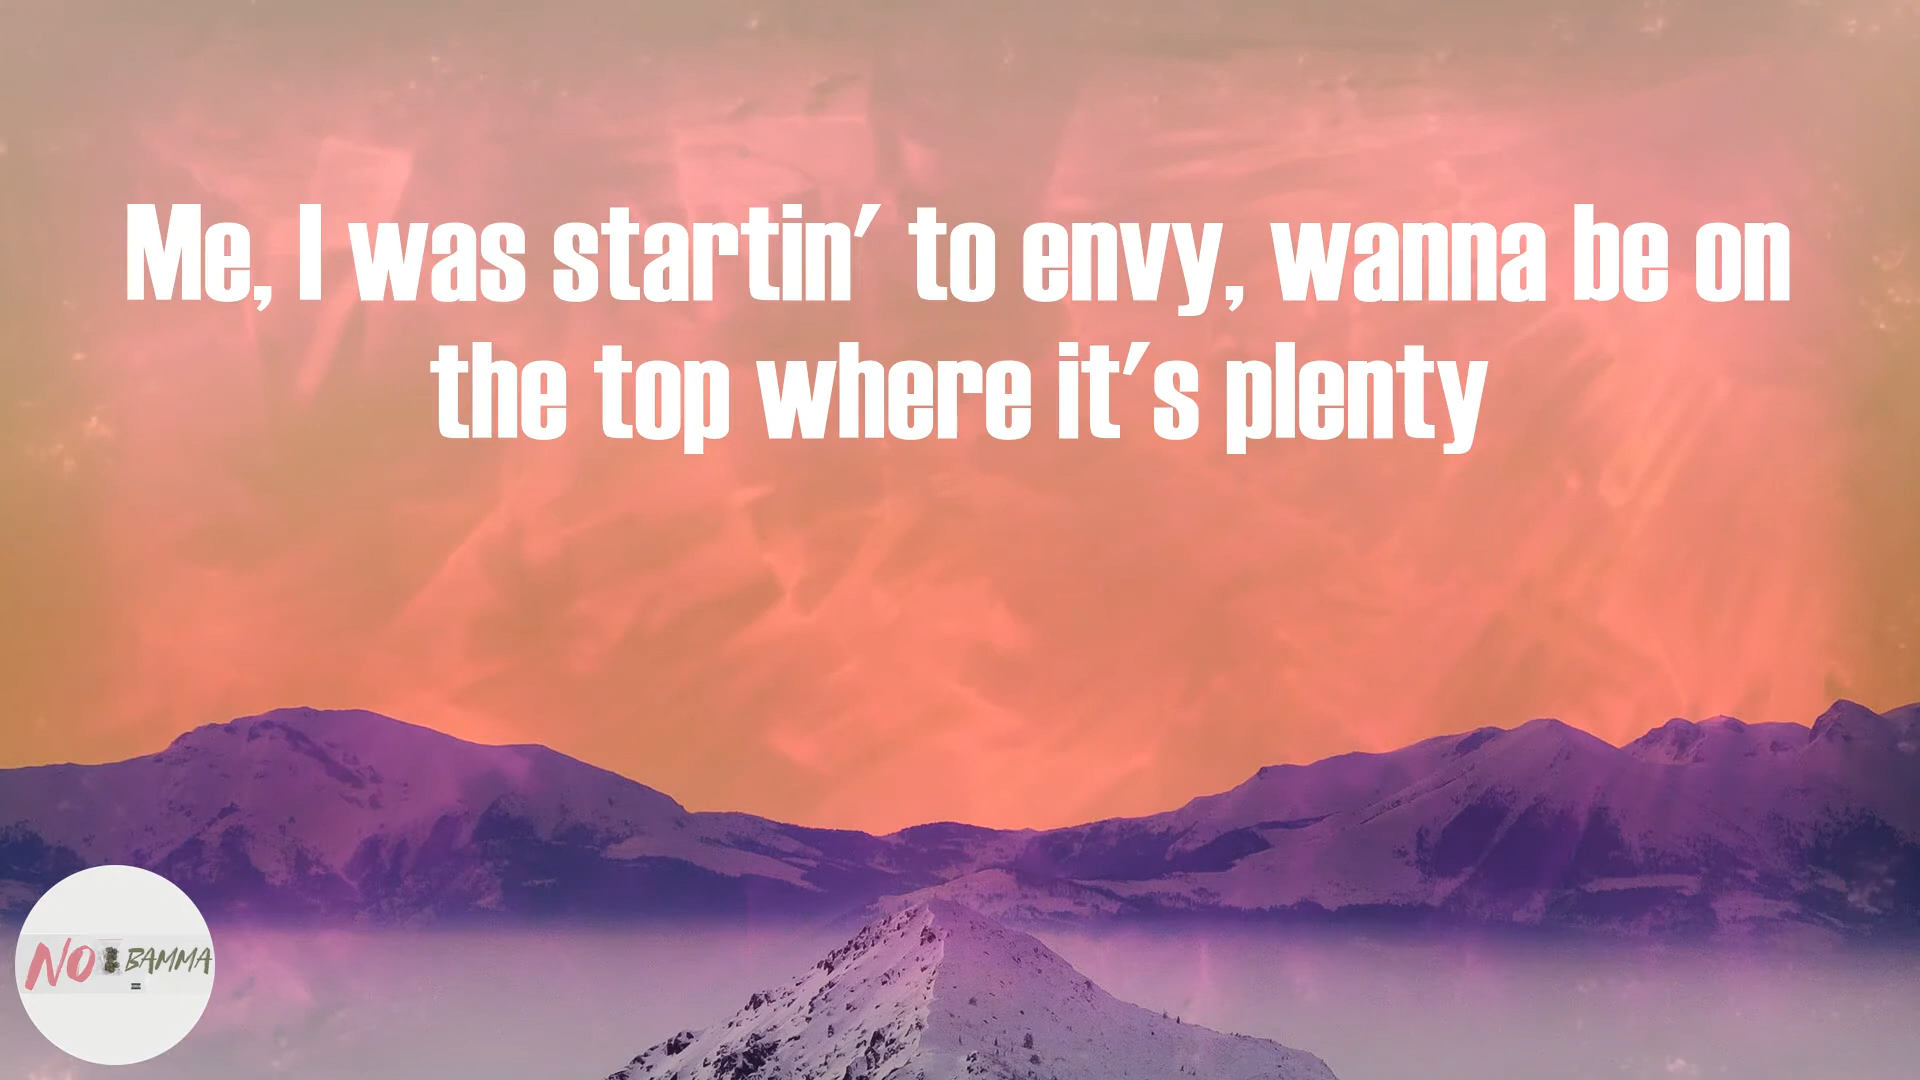 Me, I was startin' to envy, wanna be on
the top where it's plenty
NO BAMMA